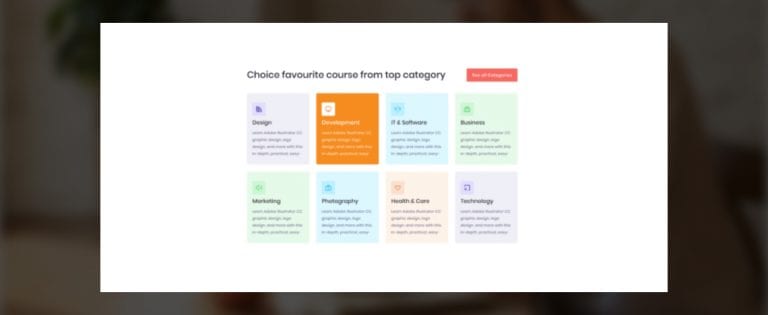 Choice favourite course from top category
See all Categories
Design
Learn Adobe Illustrator CC
graphic design, logo
design, and more with this
in-depth, practical, easy-
Development
Learn Adobe Illustrator CC
graphic design, logo
design, and more with this
in-depth, practical, easy-
IT & Software
Learn Adobe Illustrator CC
graphic design, logo
design, and more with this
in-depth, practical, easy-
Business
Learn Adobe Illustrator CC
graphic design, logo
design, and more with this
in-depth, practical, easy-
Marketing
Learn Adobe Illustrator CC
graphic design, logo
design, and more with this
in-depth, practical, easy-
Photography
Learn Adobe Illustrator CC
graphic design, logo
design, and more with this
in-depth, practical, easy-
Health & Care
Learn Adobe Illustrator CC
graphic design, logo
design, and more with this
in-depth, practical, easy-
Technology
Learn Adobe Illustrator CC
graphic design, logo
design, and more with this
in-depth, practical, easy-